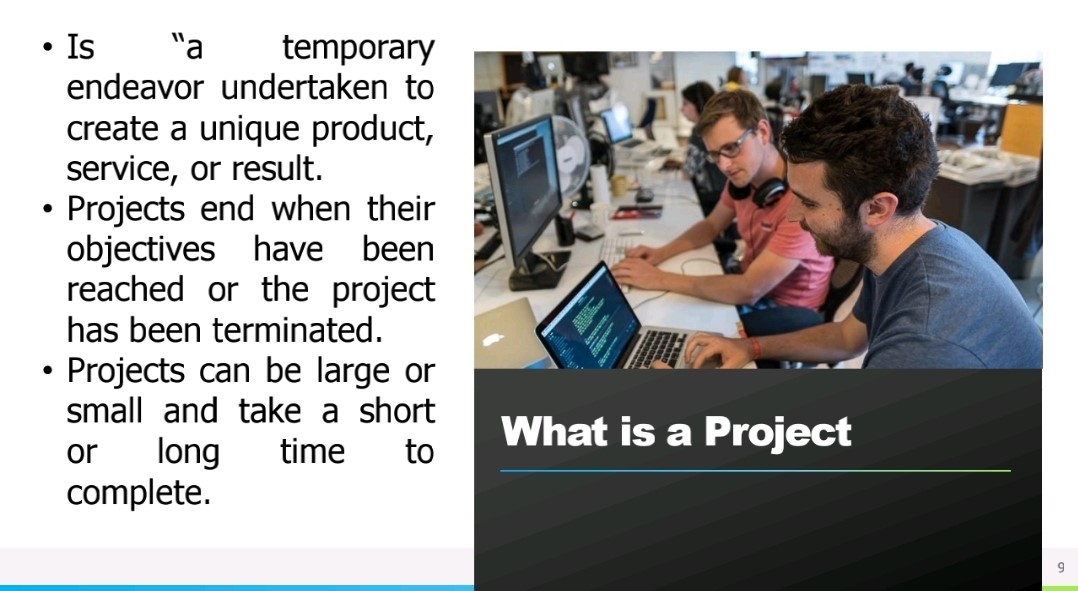 • Is “a temporary
endeavor undertaken to
create a unique product,
service, or result.
• Projects end when their
objectives have been
reached or the project
has been terminated.
• Projects can be large or
small and take a short
or long time to
complete.
What is a Project
9